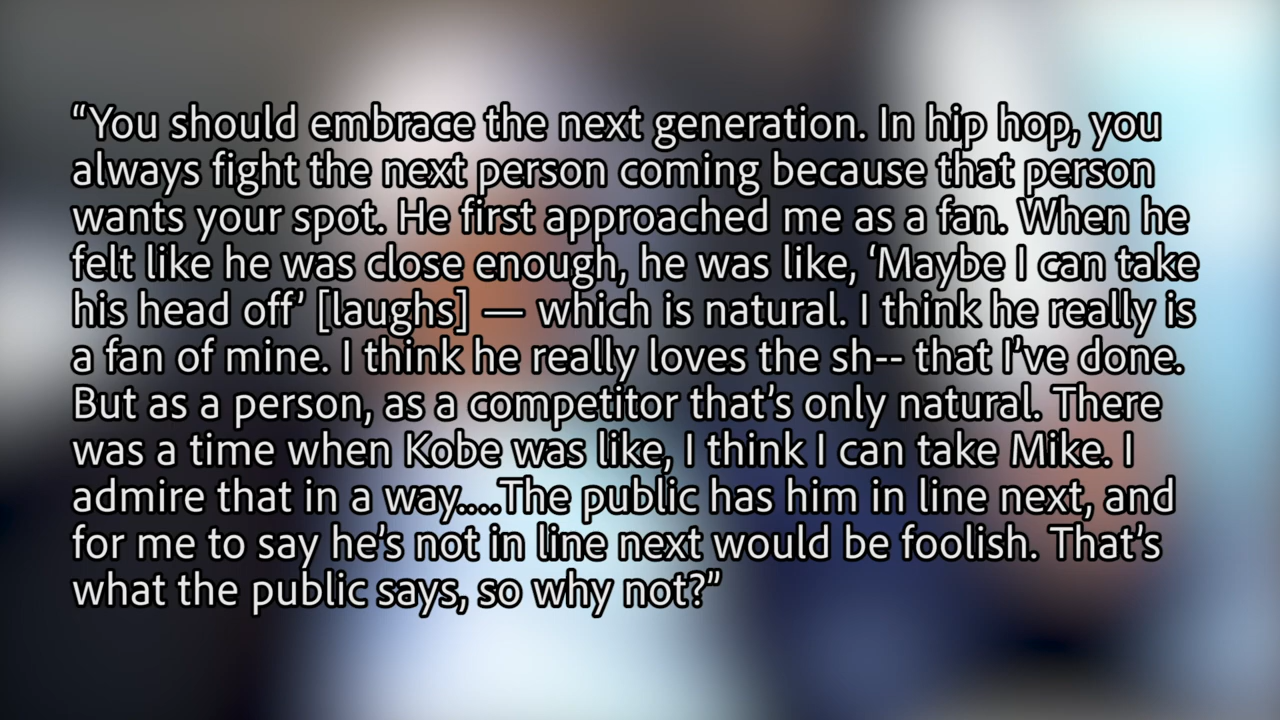 “You should embrace the next generation. In hip hop, you
always fight the next person coming because that person
wants your spot. He first approached me as a fan. When he
felt like he was close enough, he was like, ‘Maybe I can take
his head off’ [laughs] — which is natural. I think he really is
a fan of mine. I think he really loves the sh-- that I’ve done.
But as a person, as a competitor that’s only natural. There
was a time when Kobe was like, I think I can take Mike. I
admire that in a way....The public has him in line next, and
for me to say he’s not in line next would be foolish. That’s
what the public says, so why not?”